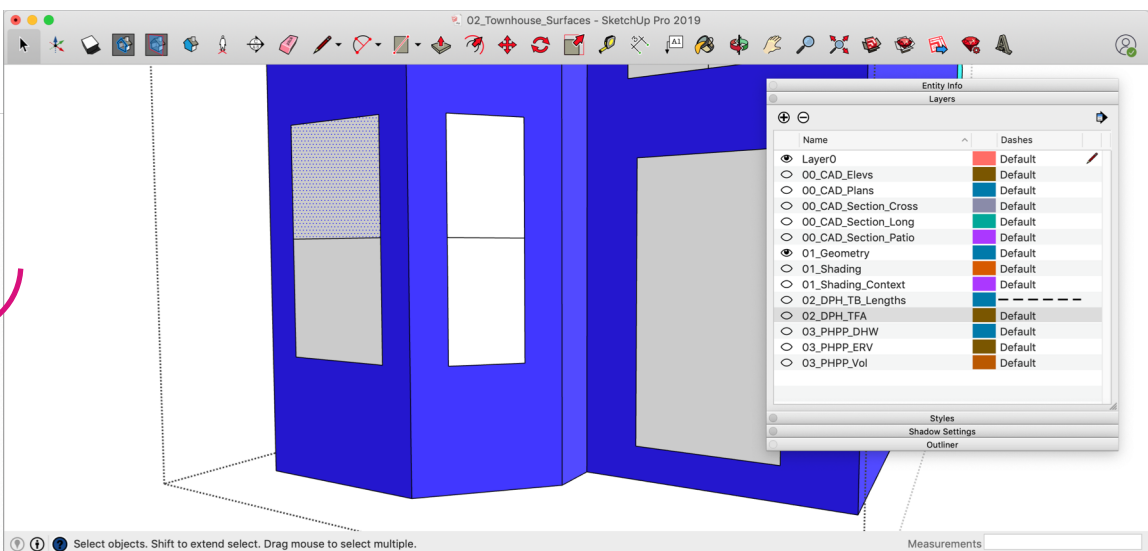 02_Townhouse_Surfaces - SketchUp Pro 2019
A1
Entity Info
Layers
Name Dashes
Layer0 Default
00_CAD_Elevs Default
00_CAD_Plans Default
00_CAD_Section_Cross Default
00_CAD_Section_Long Default
00_CAD_Section_Patio Default
01_Geometry Default
01_Shading Default
01_Shading_Context Default
02_DPH_TB_Lengths
02_DPH_TFA Default
03_PHPP_DHW Default
03_PHPP_ERV Default
03_PHPP_Vol Default
Styles
Shadow Settings
Outliner
? Select objects. Shift to extend select. Drag mouse to select multiple. Measurements